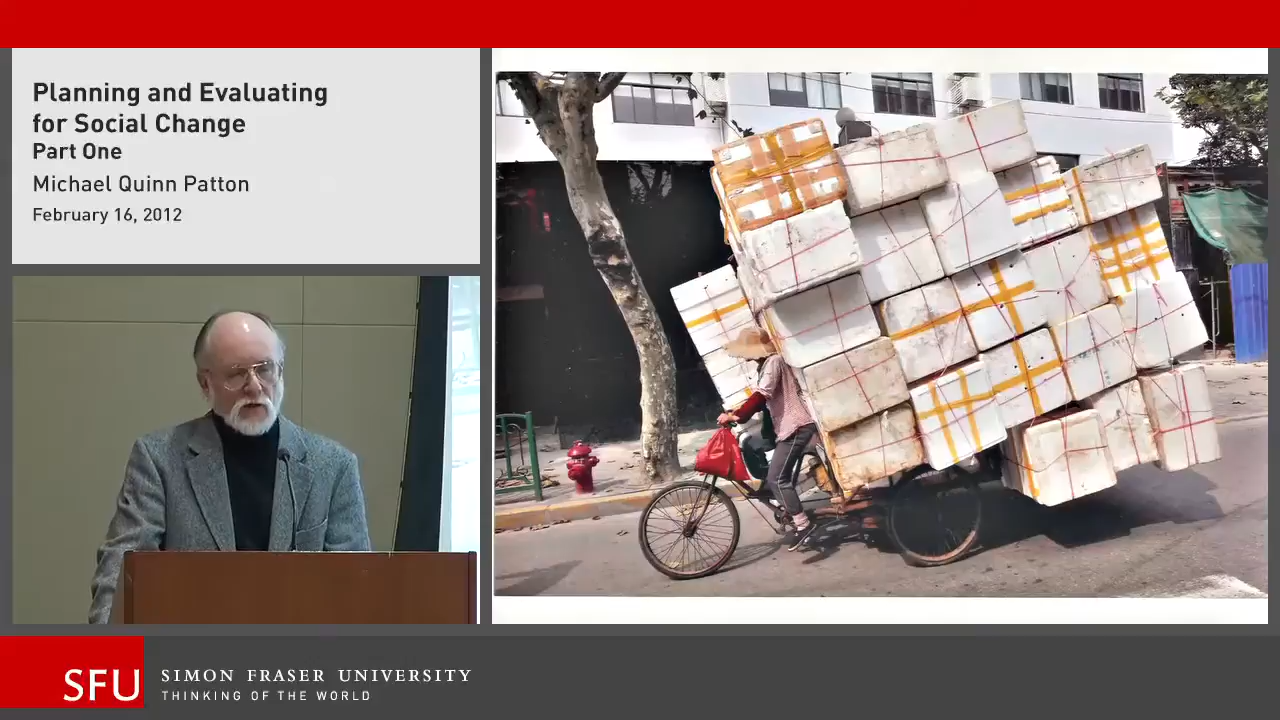 Planning and Evaluating
for Social Change
Part One
Michael Quinn Patton
February 16, 2012
SFU
SIMON FRASER UNIVERSITY
THINKING OF THE WORLD